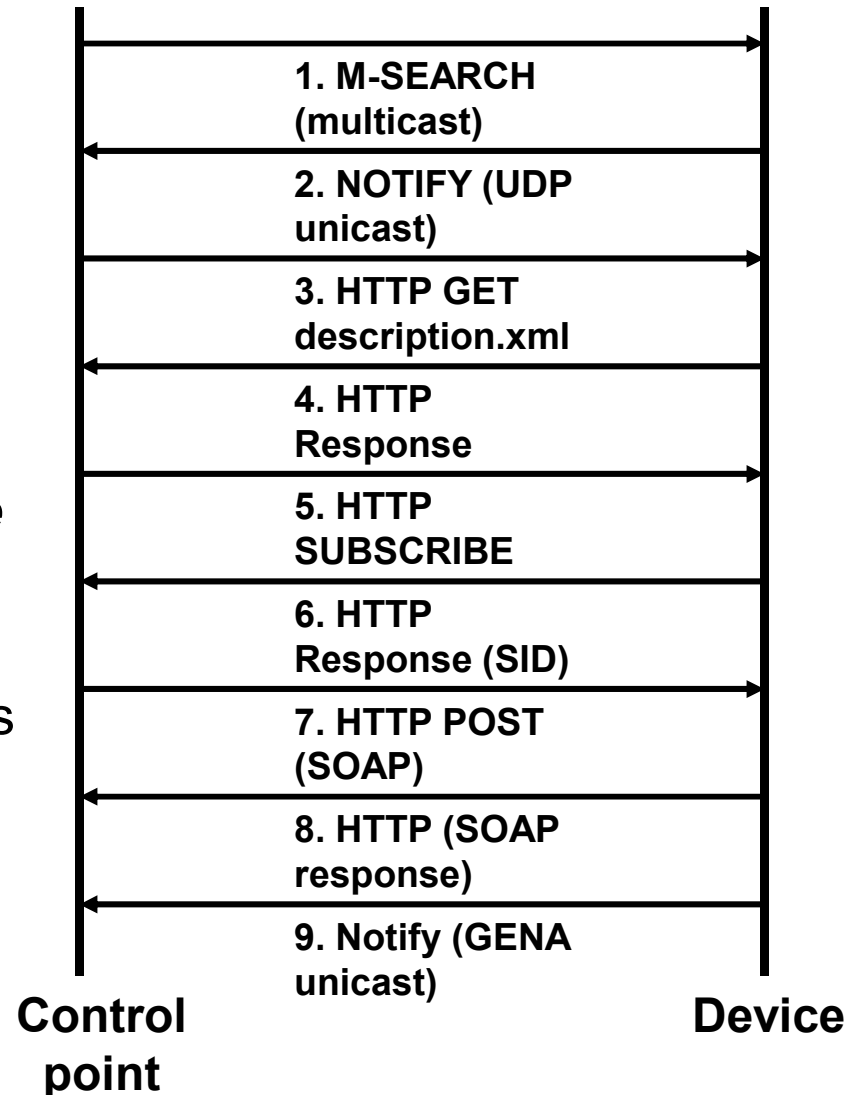 1. M-SEARCH
(multicast)
2. NOTIFY (UDP
unicast)
3. HTTP GET
description.xml
4. HTTP
Response
e
5. HTTP
SUBSCRIBE
6. HTTP
Response (SID)
s
7. HTTP POST
(SOAP)
8. HTTP (SOAP
response)
9. Notify (GENA
unicast)
Control
point
Device